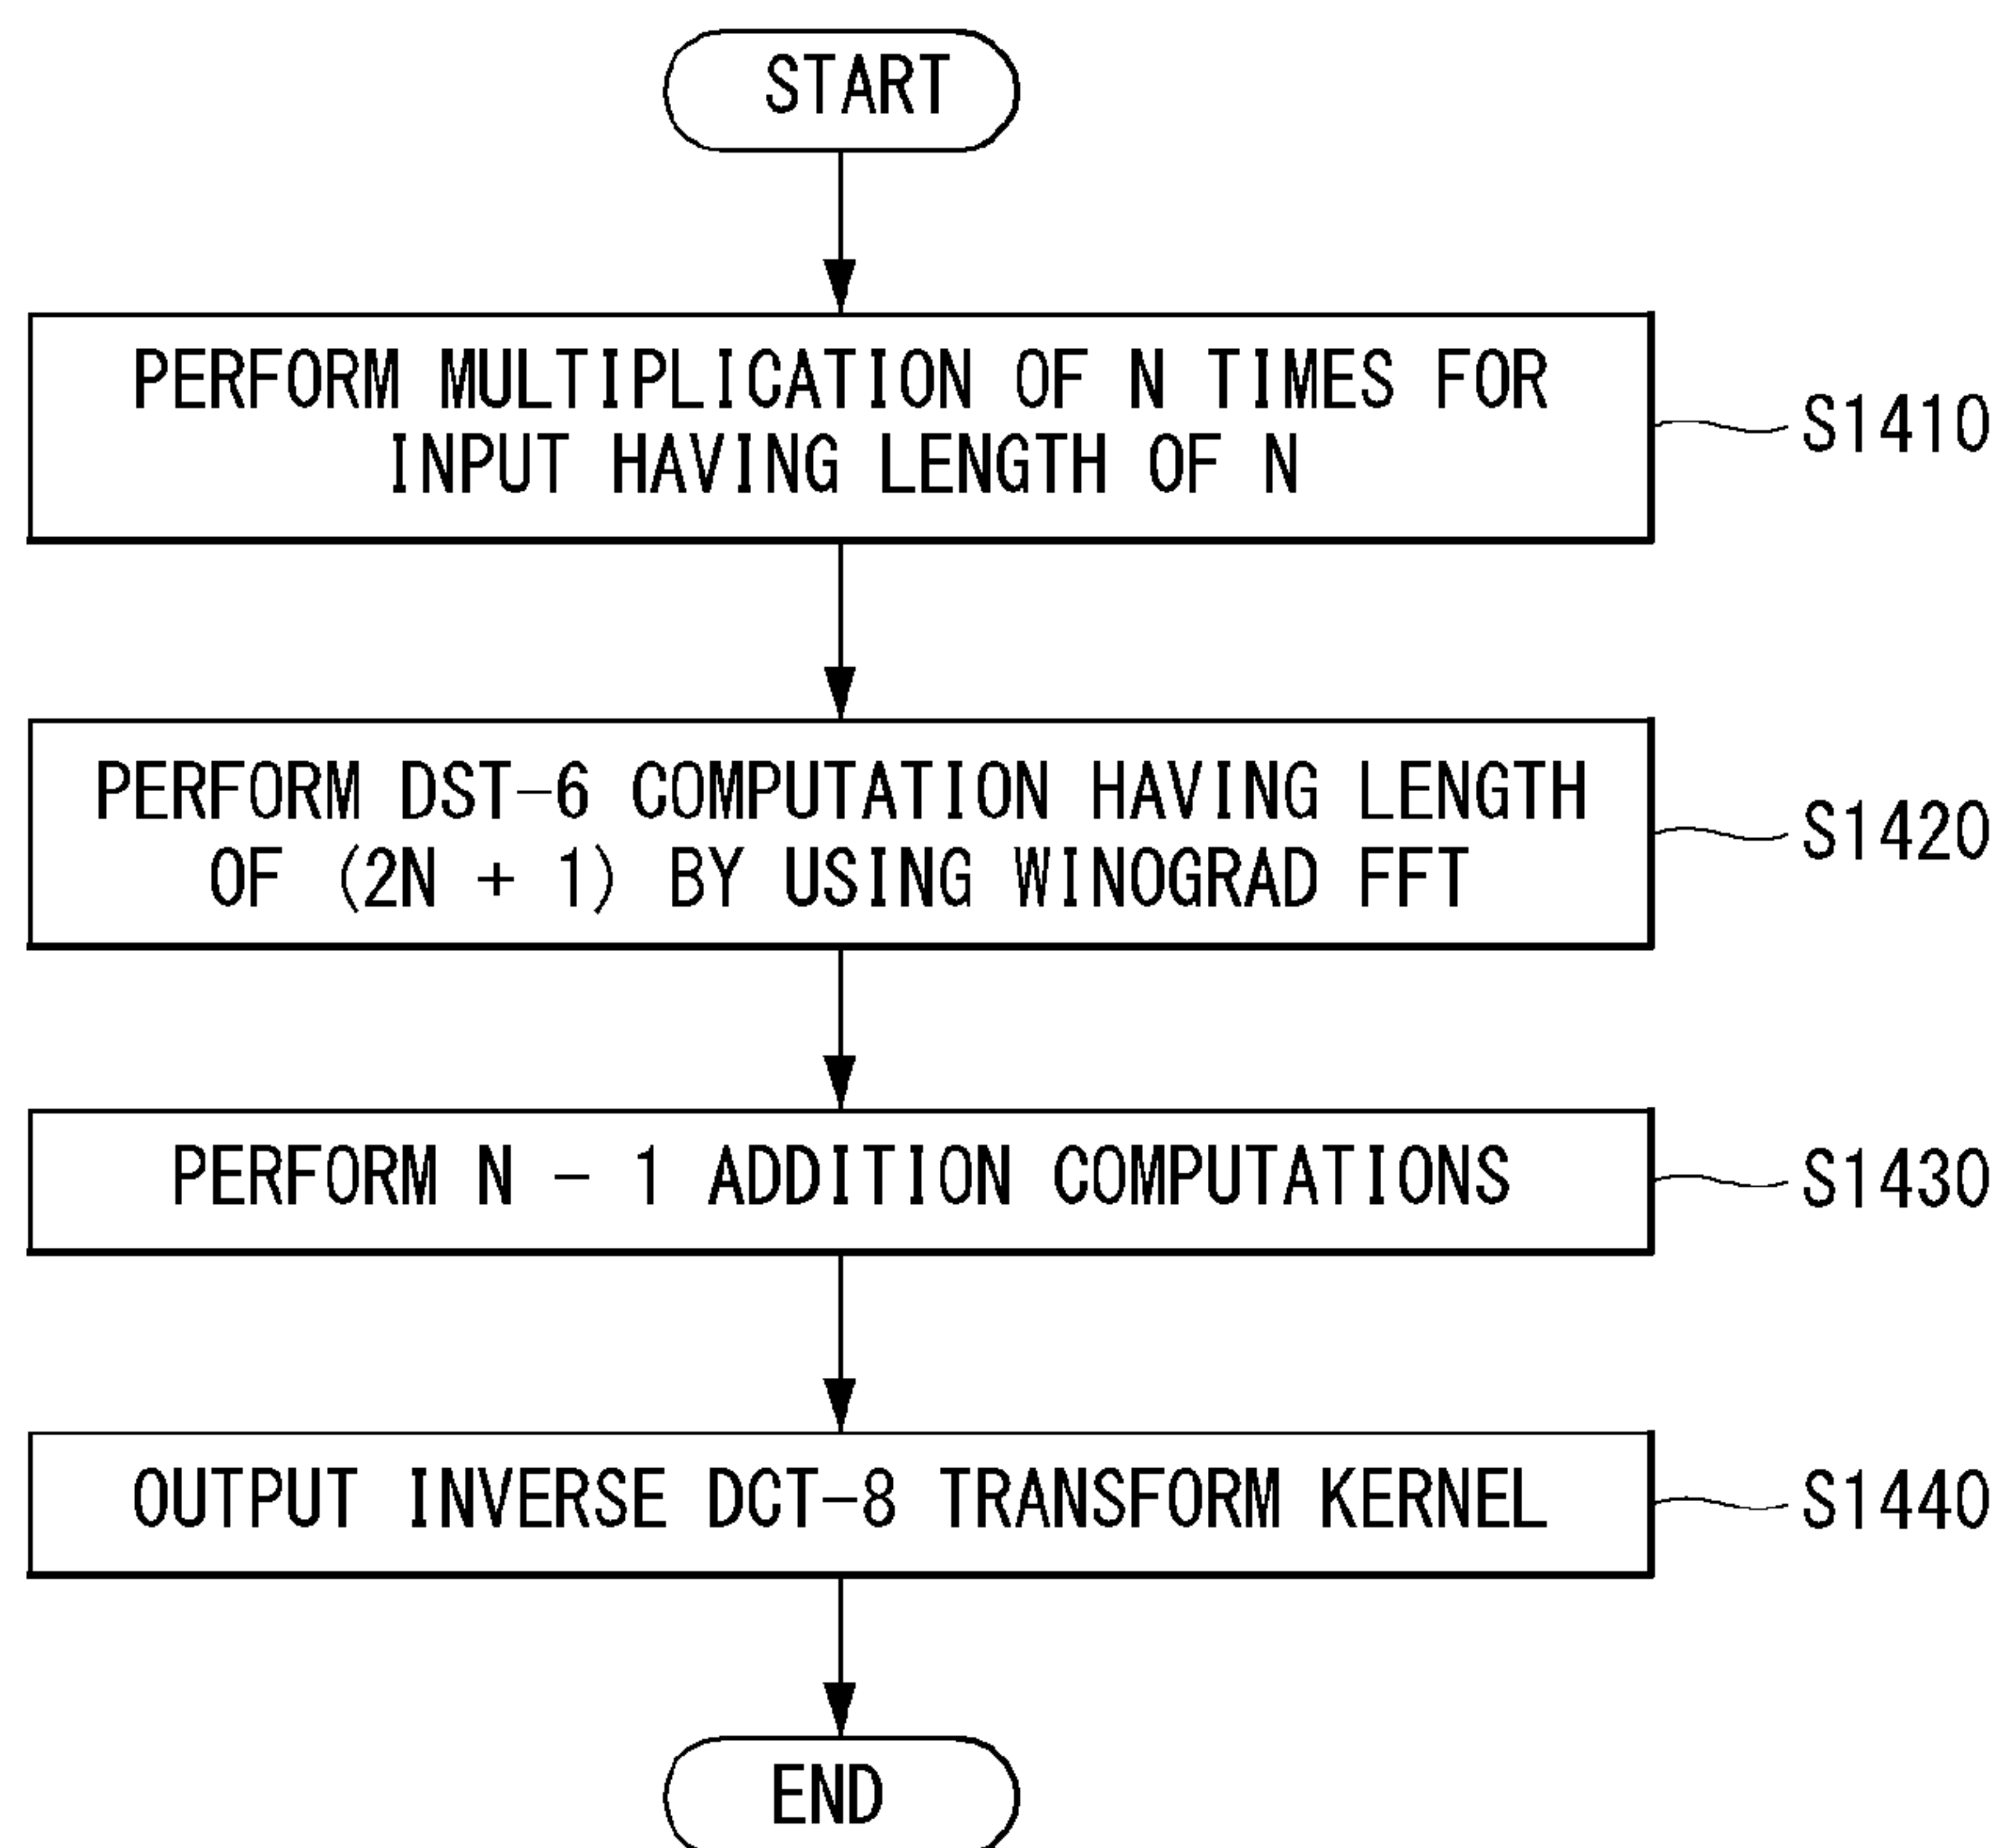 START
PERFORM MULTIPLICATION OF N TIMES FOR
INPUT HAVING LENGTH OF N
S1410
PERFORM DST-6 COMPUTATION HAVING LENGTH
OF (2N + 1) BY USING WINOGRAD FFT
S1420
PERFORM N - 1 ADDITION COMPUTATIONS
S1430
OUTPUT INVERSE DCT-8 TRANSFORM KERNEL
S1440
END